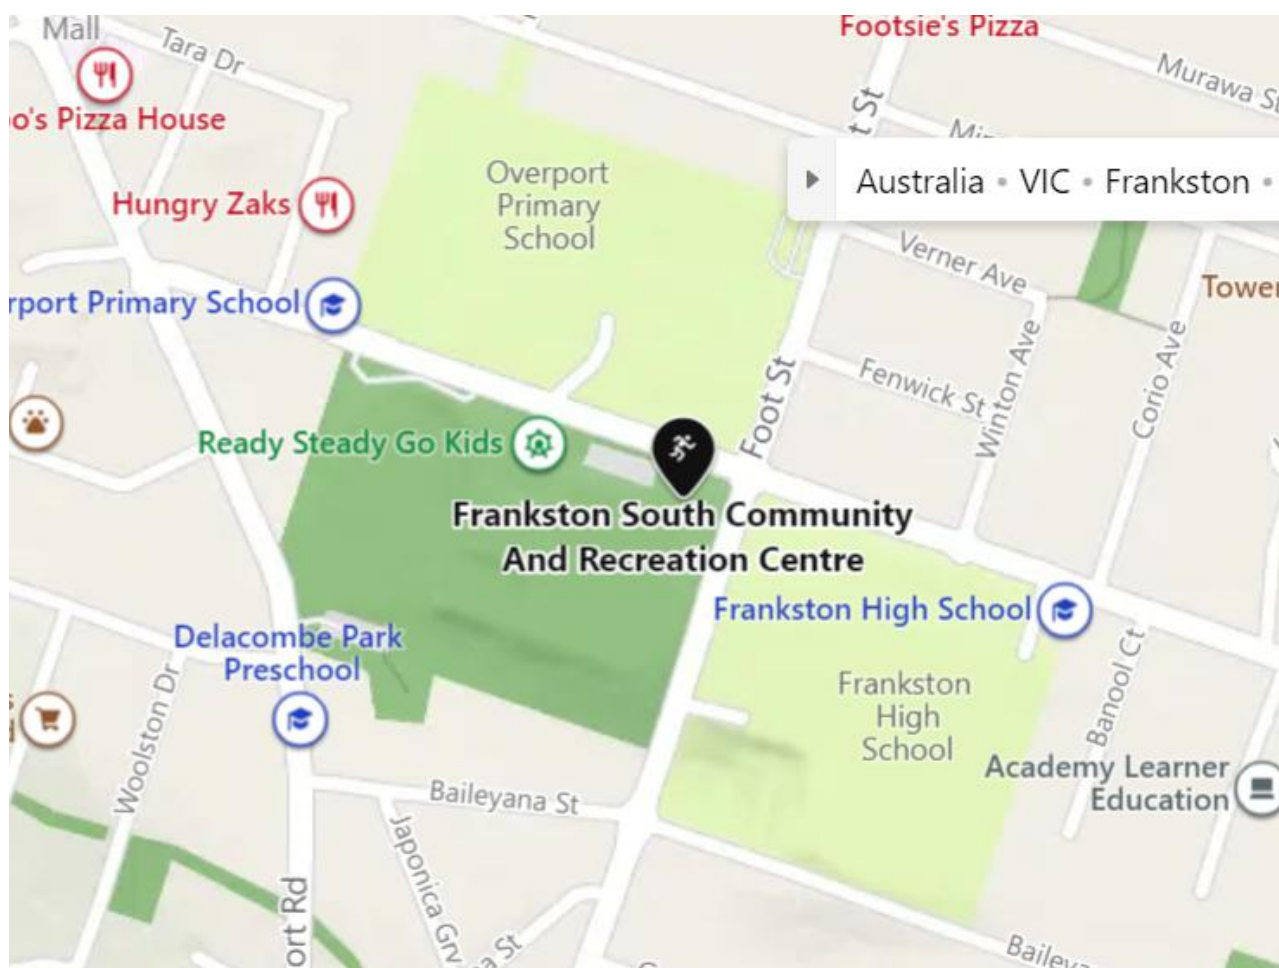 Mall
Tara Dr
Footsie's Pizza
Murawa S
o's Pizza House
t St
Australia • VIC • Frankston •
Overport
Primary
School
Hungry Zaks
Verner Ave
Tower
rport Primary School
Winton Ave
Corio Ave
Fenwick St
Foot St
Ready Steady Go Kids
Frankston South Community
And Recreation Centre
Frankston High School
Delacombe Park
Preschool
Frankston
High
School
Banool Ct
Woolston Dr
Academy Learner
Education
Baileyana St
Japonica Grv
ort Rd
a St
Bailey